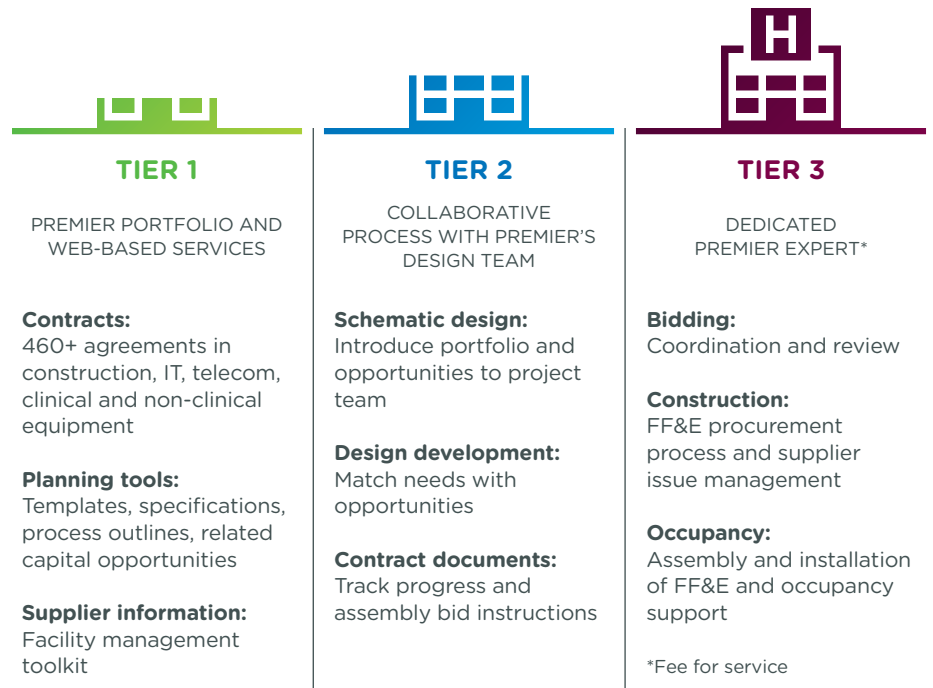 H
TIER 1
PREMIER PORTFOLIO AND
WEB-BASED SERVICES
Contracts:
460+ agreements in
construction, IT, telecom,
clinical and non-clinical
equipment
Planning tools:
Templates, specifications,
process outlines, related
capital opportunities
Supplier information:
Facility management
toolkit
TIER 2
COLLABORATIVE
PROCESS WITH PREMIER’S
DESIGN TEAM
Schematic design:
Introduce portfolio and
opportunities to project
team
Design development:
Match needs with
opportunities
Contract documents:
Track progress and
assembly bid instructions
TIER 3
DEDICATED
PREMIER EXPERT*
Bidding:
Coordination and review
Construction:
FF&E procurement
process and supplier
issue management
Occupancy:
Assembly and installation
of FF&E and occupancy
support
*Fee for service